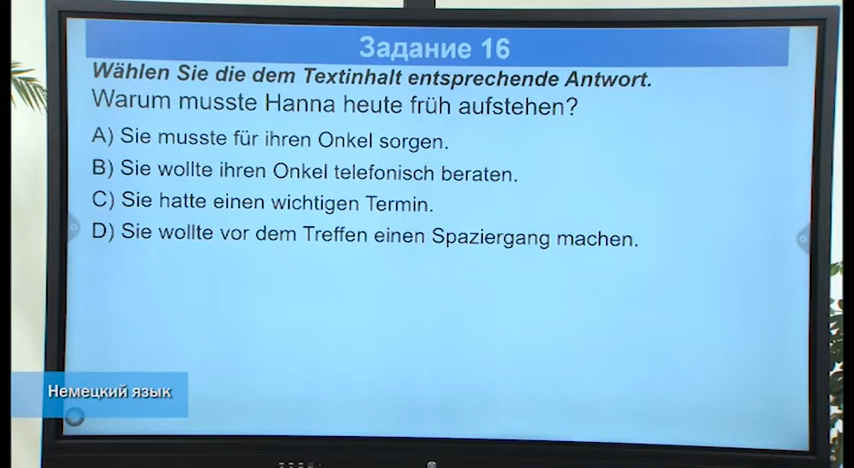 Задание 16
Wählen Sie die dem Textinhalt entsprechende Antwort.
Warum musste Hanna heute früh aufstehen?
A) Sie musste für ihren Onkel sorgen.
B) Sie wollte ihren Onkel telefonisch beraten.
C) Sie hatte einen wichtigen Termin.
D) Sie wollte vor dem Treffen einen Spaziergang machen.
Немецкий язык